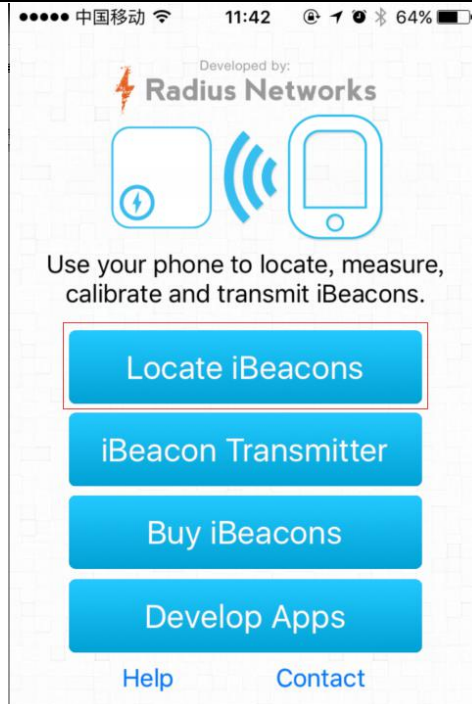 中国移动 11:42 64%
Developed by:
Radius Networks
Use your phone to locate, measure,
calibrate and transmit iBeacons.
Locate iBeacons
iBeacon Transmitter
Buy iBeacons
Develop Apps
Help Contact